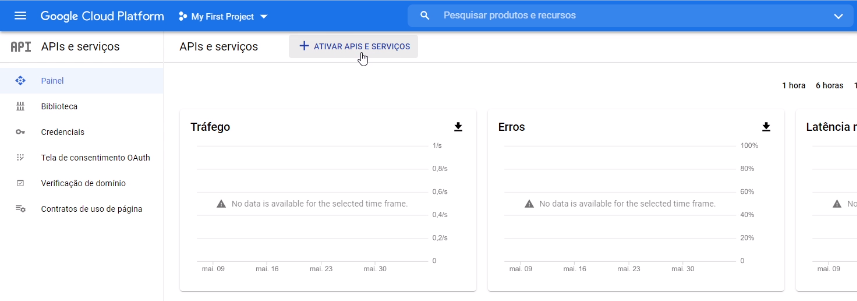 Google Cloud Platform My First Project Pesquisar produtos e recursos
API APIs e serviços APIs e serviços + ATIVAR APIS E SERVIÇOS
Painel
Biblioteca
Credenciais
Tela de consentimento OAuth
Verificação de domínio
Contratos de uso de página
1 hora 6 horas 1
Tráfego
1/s
0,8/s
0,6/s
No data is available for the selected time frame.
0,4/s
0,2/s
0
mai. 09 mai. 16 mai. 23 mai. 30
Erros
100%
80%
60%
No data is available for the selected time frame.
40%
20%
0
mai. 09 mai. 16 mai. 23 mai. 30
Latência
No
mai. 09